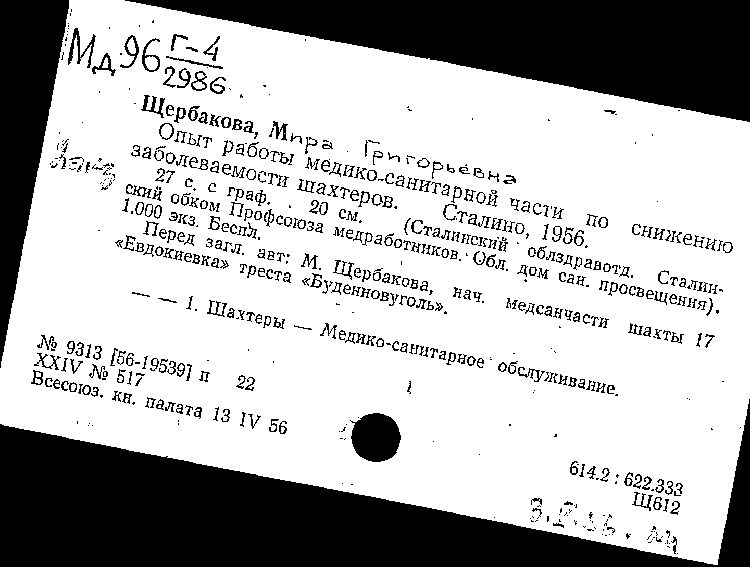 Мд 96 Г-4
2986
Щербакова, Мира Григорьевна
Опыт работы медико-санитарной части по снижению
заболеваемости шахтеров. Сталино, 1956.
27 с. с граф. 20 см. (Сталинский облздравотд. Сталин-
ский обком Профсоюза медработников. Обл. дом сан. просвещения).
1.000 экз. Беспл.
Перед загл. авт: М. Щербакова, нач. медсанчасти шахты 17
«Евдокиевка» треста «Буденновуголь».
— — 1. Шахтеры — Медико-санитарное обслуживание.
№ 9313 [56-19539] п 22 1
XXIV № 517
Всесоюз. кн. палата 13 IV 56
614.2 : 622.333
Щ612